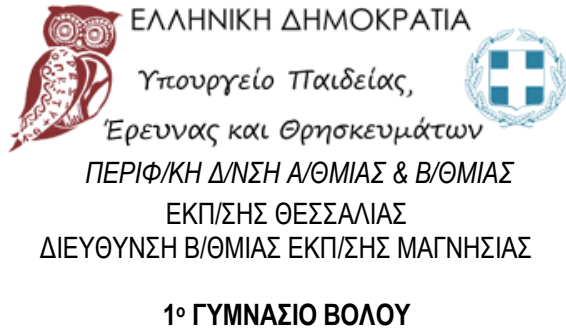 ΕΛΛΗΝΙΚΗ ΔΗΜΟΚΡΑΤΙΑ
Υπουργείο Παιδείας,
Έρευνας και Θρησκευμάτων
ΠΕΡΙΦ/ΚΗ Δ/ΝΣΗ Α/ΘΜΙΑΣ & Β/ΘΜΙΑΣ
ΕΚΠ/ΣΗΣ ΘΕΣΣΑΛΙΑΣ
ΔΙΕΥΘΥΝΣΗ Β/ΘΜΙΑΣ ΕΚΠ/ΣΗΣ ΜΑΓΝΗΣΙΑΣ
1ο ΓΥΜΝΑΣΙΟ ΒΟΛΟΥ